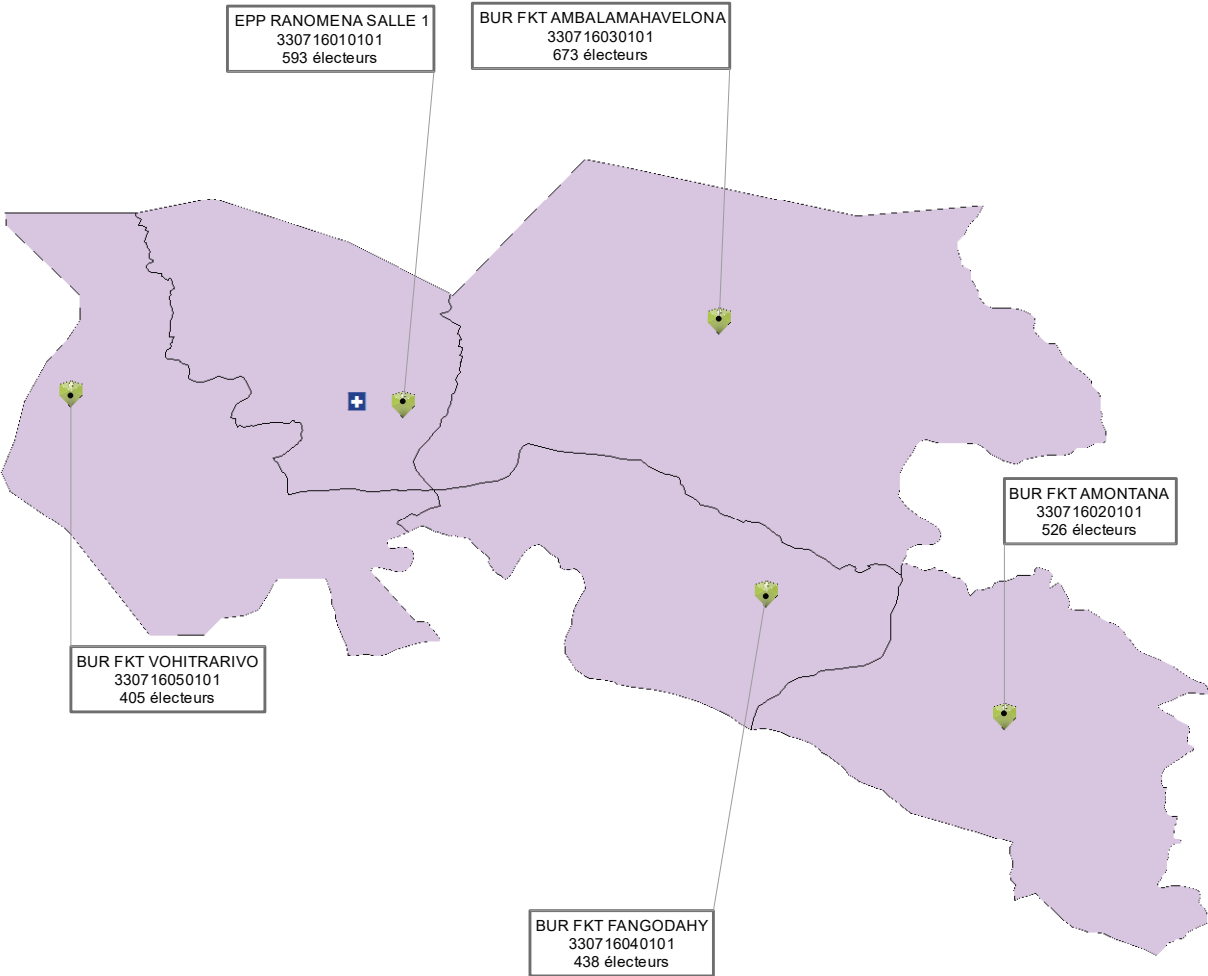 EPP RANOMENA SALLE 1
330716010101
593 électeurs
BUR FKT AMBALAMAHAVELONA
330716030101
673 électeurs
BUR FKT AMONTANA
330716020101
526 électeurs
BUR FKT VOHITRARIVO
330716050101
405 électeurs
BUR FKT FANGODAHY
330716040101
438 électeurs